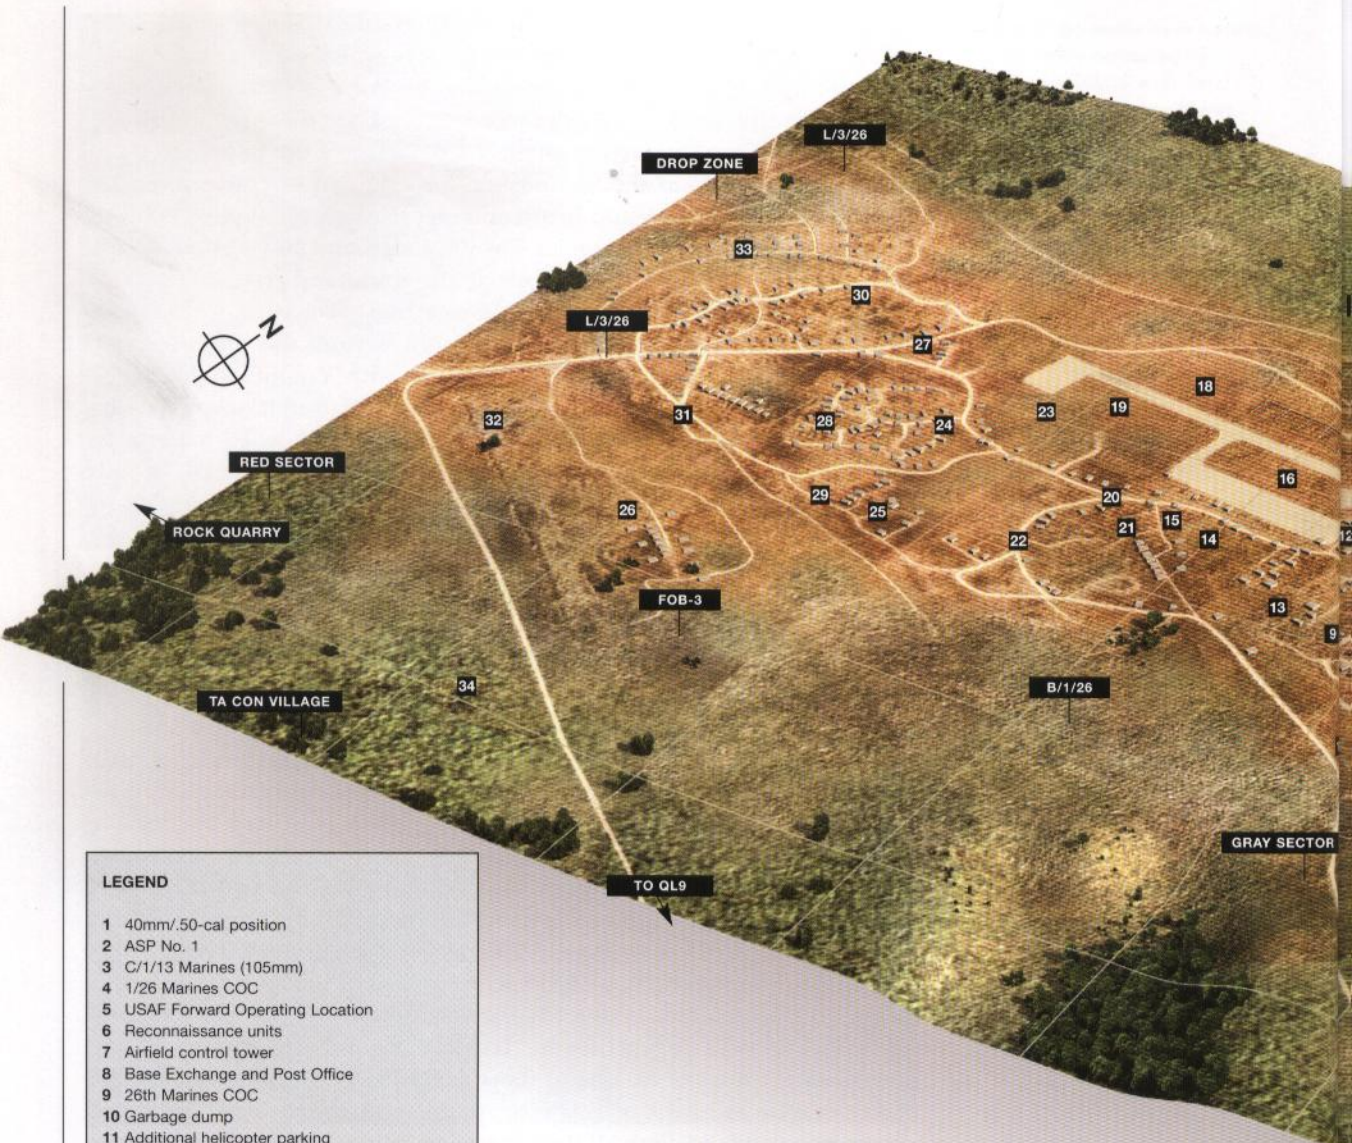 L/3/26
DROP ZONE
33
30
L/3/26
27
N
18
19
23
31
32
28
24
RED SECTOR
16
29
20
26
25
15
21
14
ROCK QUARRY
22
12
FOB-3
13
9
34
B/1/26
TA CON VILLAGE
GRAY SECTOR
TO QL9
LEGEND
1 40mm/.50-cal position
2 ASP No. 1
3 C/1/13 Marines (105mm)
4 1/26 Marines COC
5 USAF Forward Operating Location
6 Reconnaissance units
7 Airfield control tower
8 Base Exchange and Post Office
9 26th Marines COC
10 Garbage dump
11 Additional helicopter parking